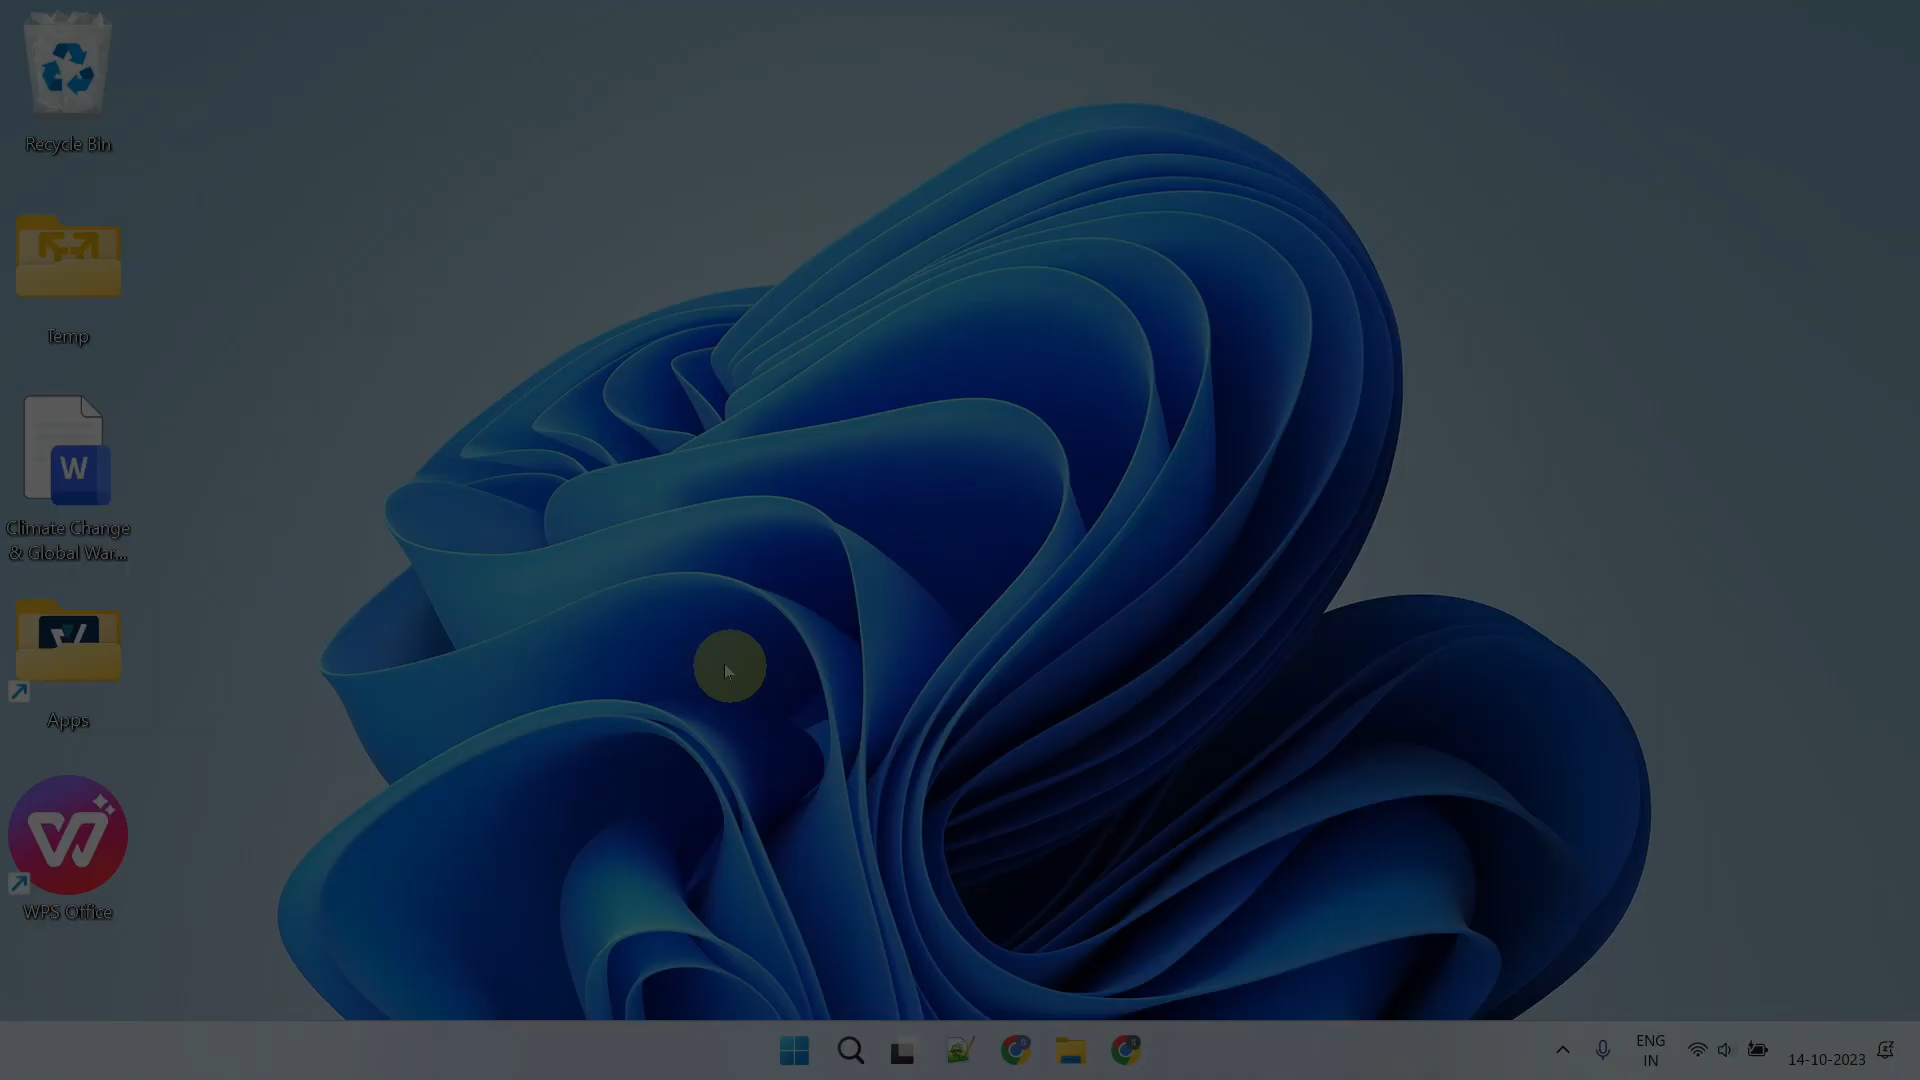 Recycle Bin
Temp
W
Climate Change
& Global War...
Apps
WPS Office
ENG
IN
14-10-2023